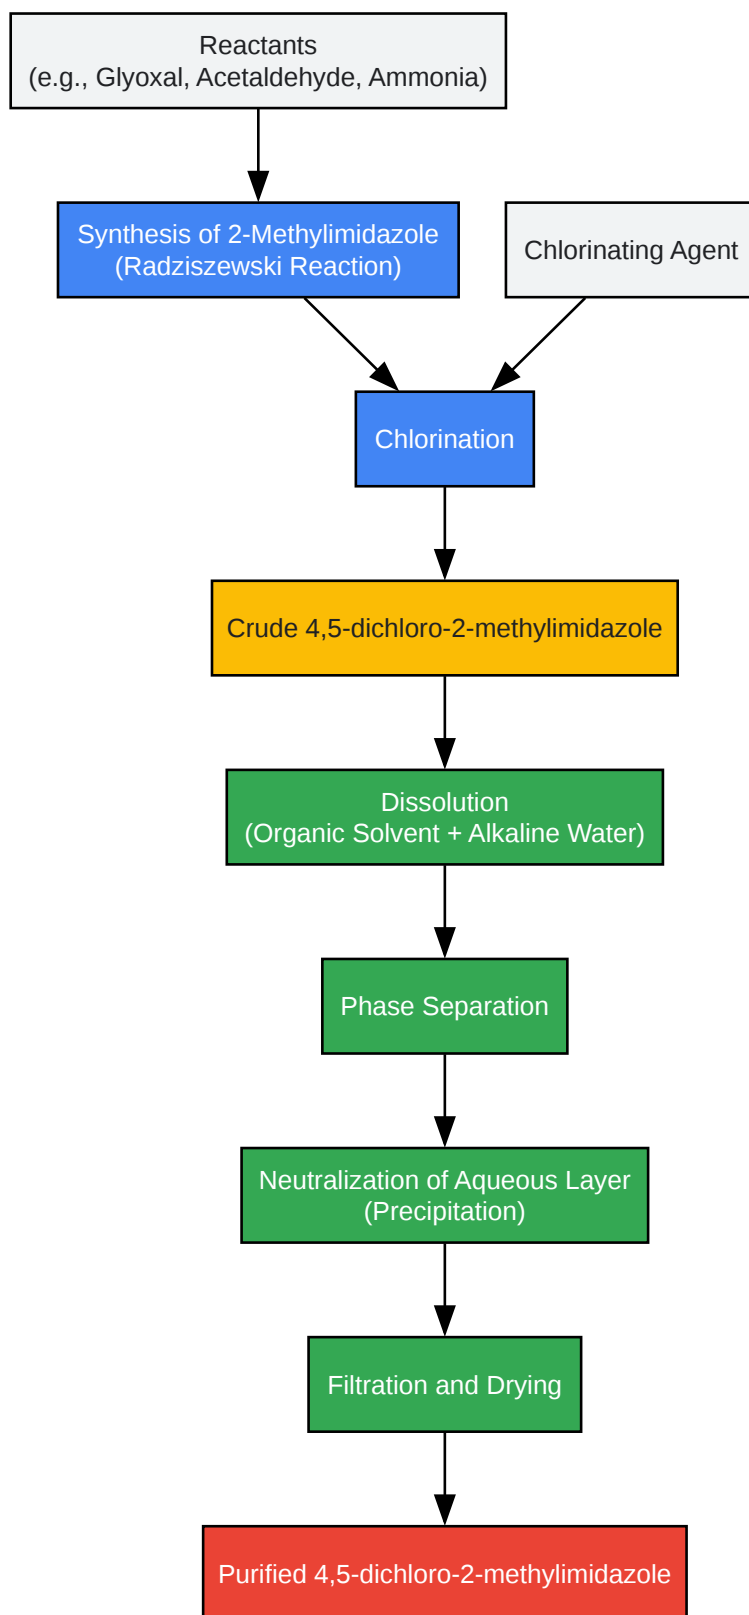 Reactants
(e.g., Glyoxal, Acetaldehyde, Ammonia)
Synthesis of 2-Methylimidazole
(Radziszewski Reaction)
Chlorinating Agent
Chlorination
Crude 4,5-dichloro-2-methylimidazole
Dissolution
(Organic Solvent + Alkaline Water)
Phase Separation
Neutralization of Aqueous Layer
(Precipitation)
Filtration and Drying
Purified 4,5-dichloro-2-methylimidazole